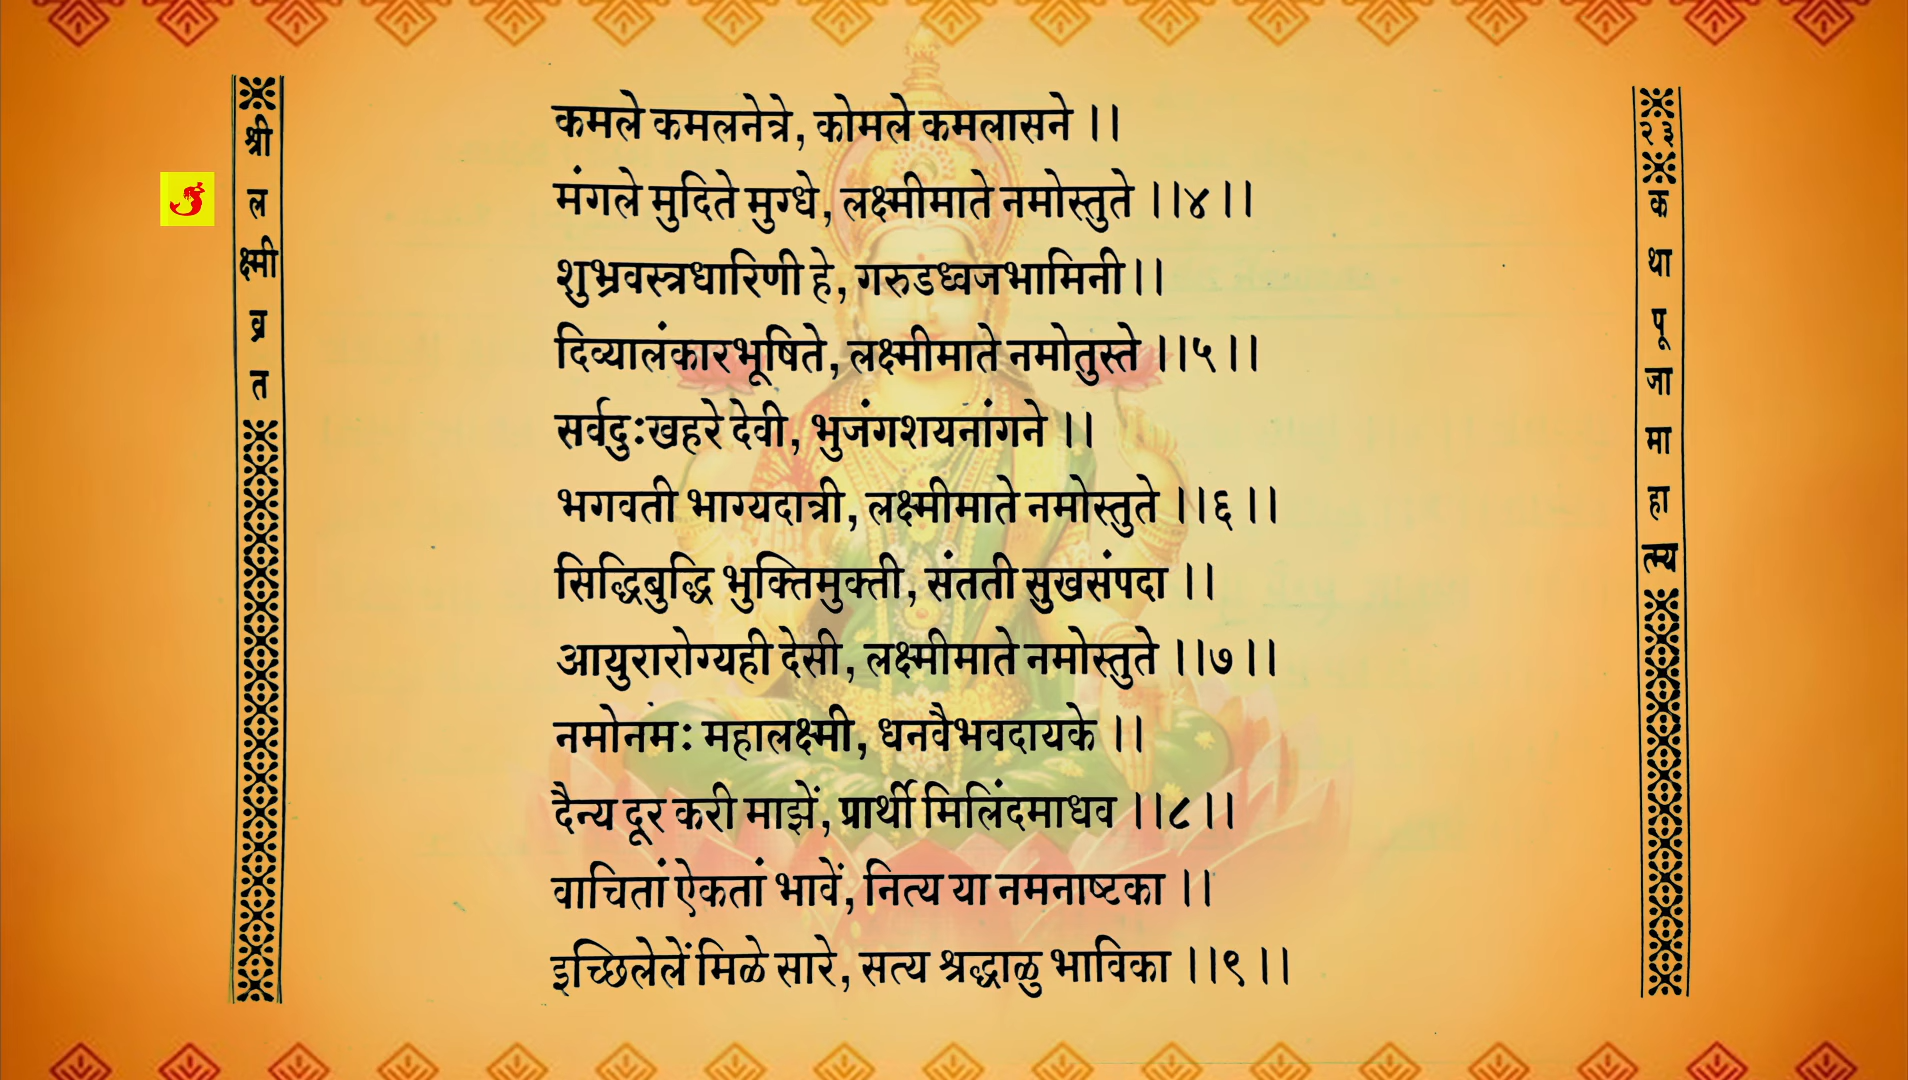 श्री लक्ष्मी व्रत
कमले कमलनेत्रे, कोमले कमलासने ।।
मंगले मुदिते मुग्धे, लक्ष्मीमाते नमोस्तुते ।।४।।
शुभ्रवस्त्रधारिणी हे, गरुडध्वजभामिनी।।
दिव्यालंकारभूषिते, लक्ष्मीमाते नमोतुस्ते ।।५।।
सर्वदुःखहरे देवी, भुजंगशयनांगने ।।
भगवती भाग्यदात्री, लक्ष्मीमाते नमोस्तुते ।।६।।
सिद्धिबुद्धि भुक्तिमुक्ती, संतती सुखसंपदा ।।
आयुरारोग्यही देसी, लक्ष्मीमाते नमोस्तुते ।।७।।
नमोनमः महालक्ष्मी, धनवैभवदायके ।।
दैन्य दूर करी माझें, प्रार्थी मिलिंदमाधव ।।८।।
वाचितां ऐकतां भावें, नित्य या नमनाष्टका ।।
इच्छिलेलें मिळे सारे, सत्य श्रद्धाळु भाविका ।।९।।
२३
कथा पूजा माहात्म्य